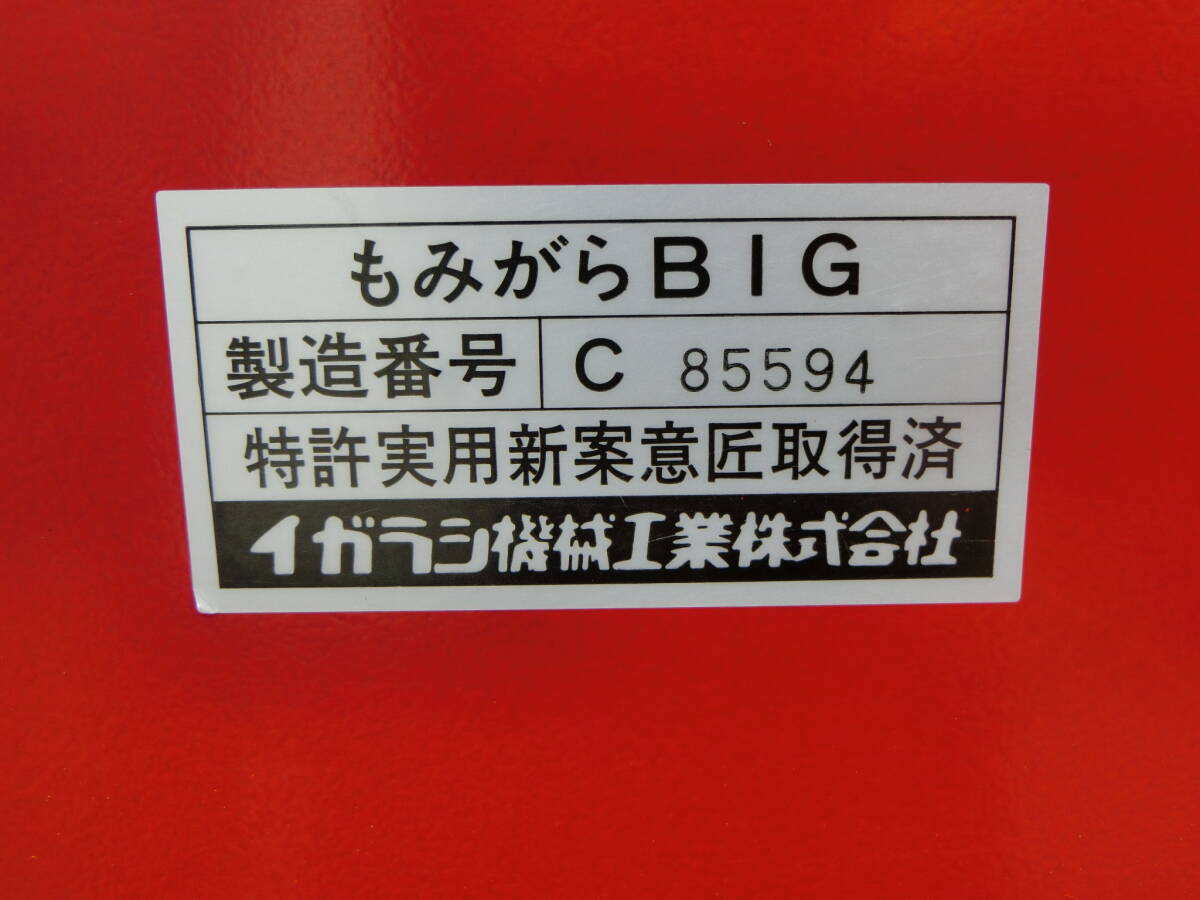 もみがらBIG
製造番号 C 85594
特許実用新案意匠取得済
イガラシ機械工業株式会社